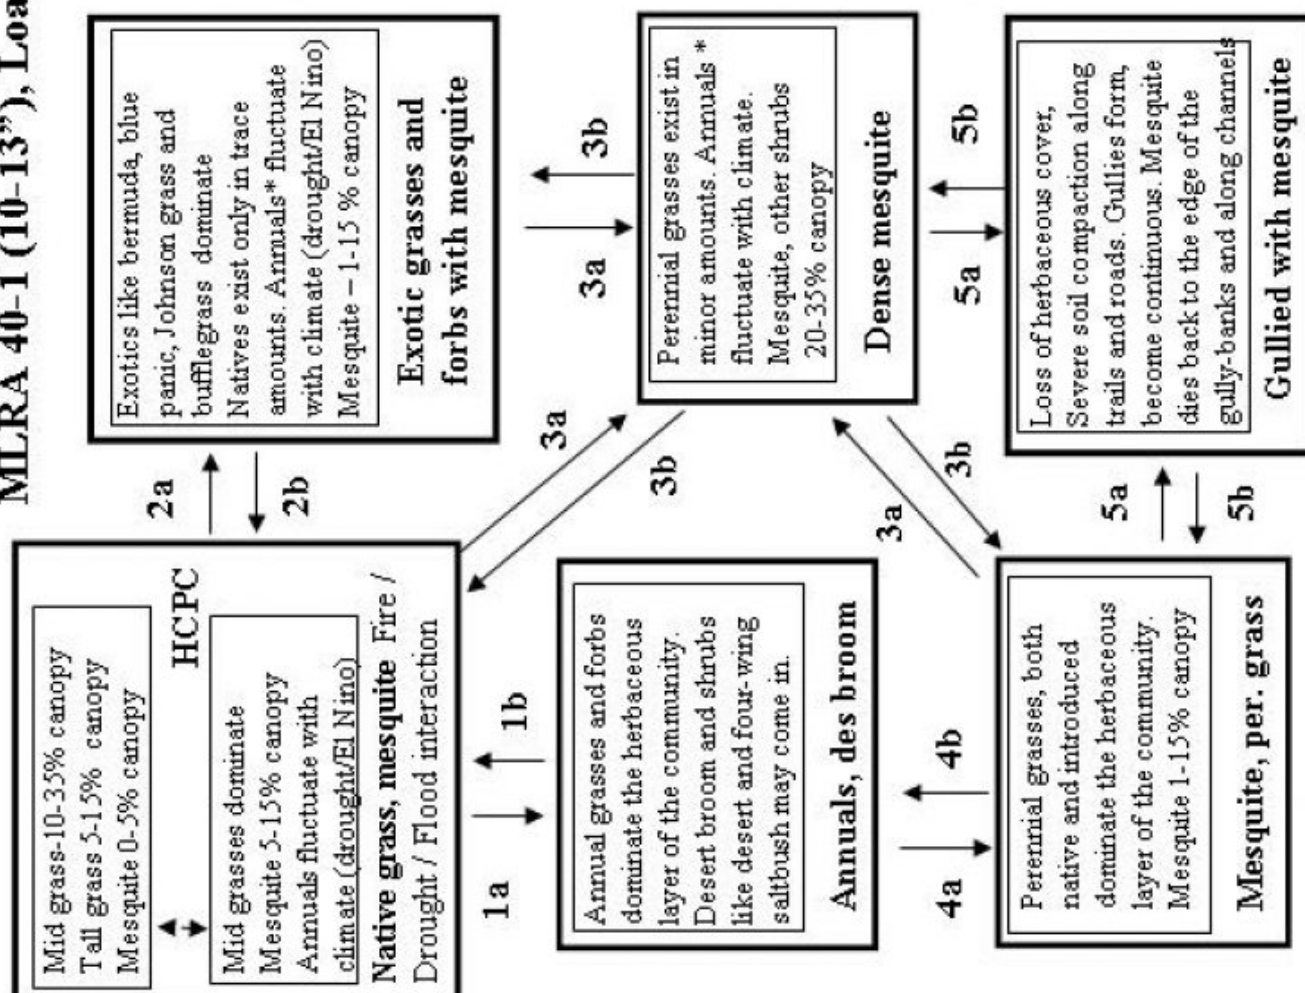 MLRA 40-1 (10-13”), Loa
Mid grass-10-35% canopy
Tall grass 5-15% canopy
Mesquite 0-5% canopy
HCPC
Mid grasses dominate
Mesquite 5-15% canopy
Annuals fluctuate with
climate (drought/El Nino)
Native grass, mesquite Fire /
Drought / Flood interaction
2a
2b
Exotics like bermuda, blue
panic, Johnson grass and
bufflegrass dominate
Natives exist only in trace
amounts. Annuals* fluctuate
with climate (drought/El Nino)
Mesquite – 1-15 % canopy
Exotic grasses and
forbs with mesquite
1a
1b
3a
3b
3a
3b
Annual grasses and forbs
dominate the herbaceous
layer of the community.
Desert broom and shrubs
like desert and four-wing
saltbush may come in.
Annuals, des broom
Perennial grasses exist in
minor amounts. Annuals *
fluctuate with climate.
Mesquite, other shrubs
20-35% canopy
Dense mesquite
4a
4b
3a
3b
5a
5b
Perennial grasses, both
native and introduced
dominate the herbaceous
layer of the community.
Mesquite 1-15% canopy
Mesquite, per. grass
5a
5b
Loss of herbaceous cover,
Severe soil compaction along
trails and roads. Gullies form,
become continuous. Mesquite
dies back to the edge of the
gully-banks and along channels
Gullied with mesquite